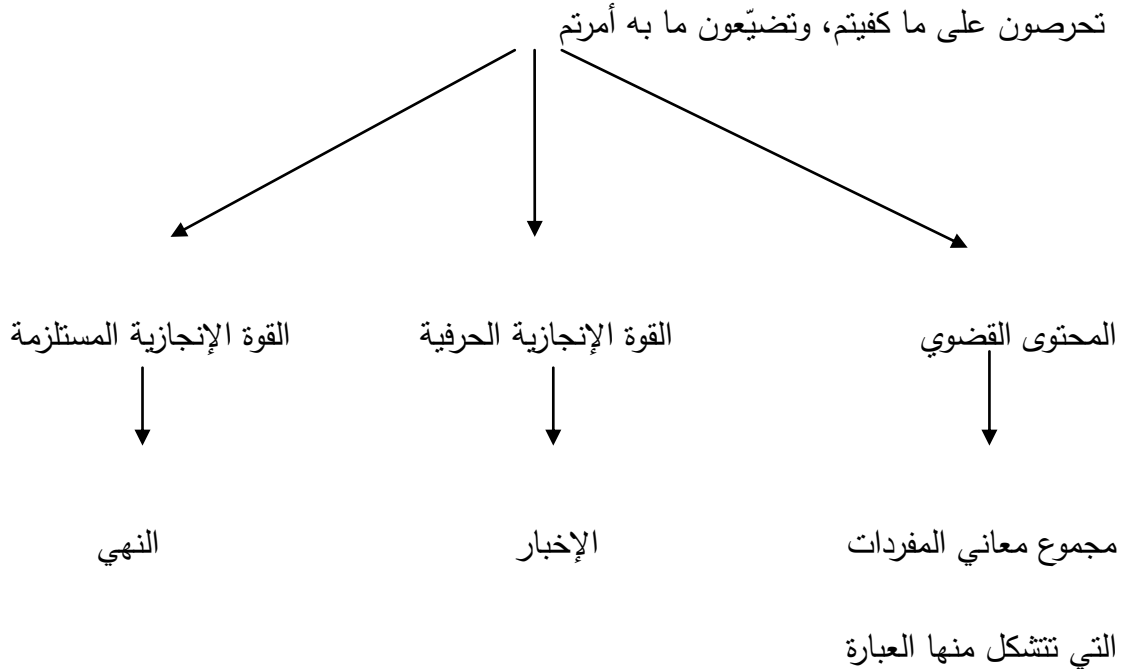 تحرصون على ما كفيتم، وتضيّعون ما به أمرتم
المحتوى القضوي
القوة الإنجازية الحرفية
القوة الإنجازية المستلزمة
مجموع معاني المفردات
الإخبار
النهي
التي تتشكل منها العبارة